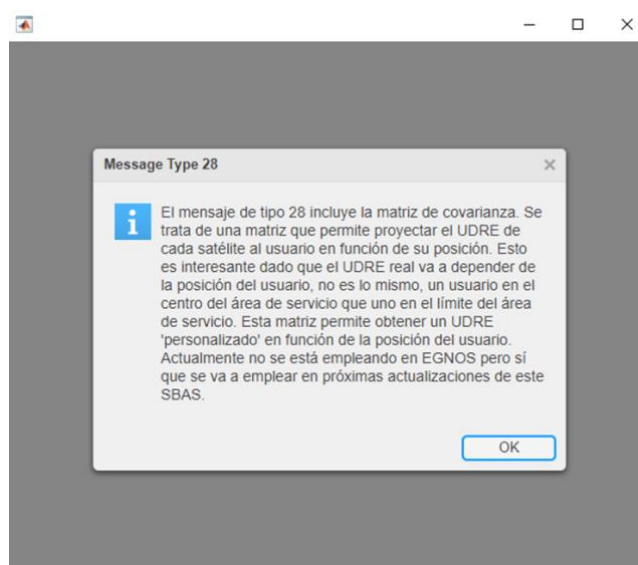 Message Type 28
El mensaje de tipo 28 incluye la matriz de covarianza. Se
trata de una matriz que permite proyectar el UDRE de
cada satélite al usuario en función de su posición. Esto
es interesante dado que el UDRE real va a depender de
la posición del usuario, no es lo mismo, un usuario en el
centro del área de servicio que uno en el límite del área
de servicio. Esta matriz permite obtener un UDRE
'personalizado' en función de la posición del usuario.
Actualmente no se está empleando en EGNOS pero sí
que se va a emplear en próximas actualizaciones de este
SBAS.
OK